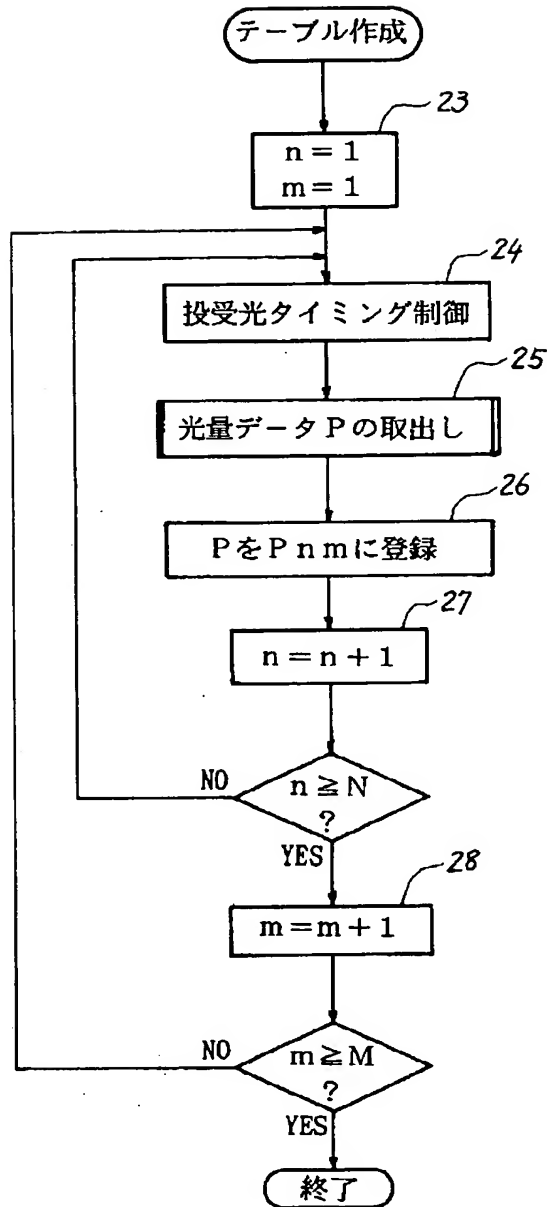 テーブル作成
23
n = 1
m = 1
24
投受光タイミング制御
25
光量データPの取出し
26
PをPnmに登録
27
n = n + 1
NO
n ≧ N
?
YES
28
m = m + 1
NO
m ≧ M
?
YES
終了